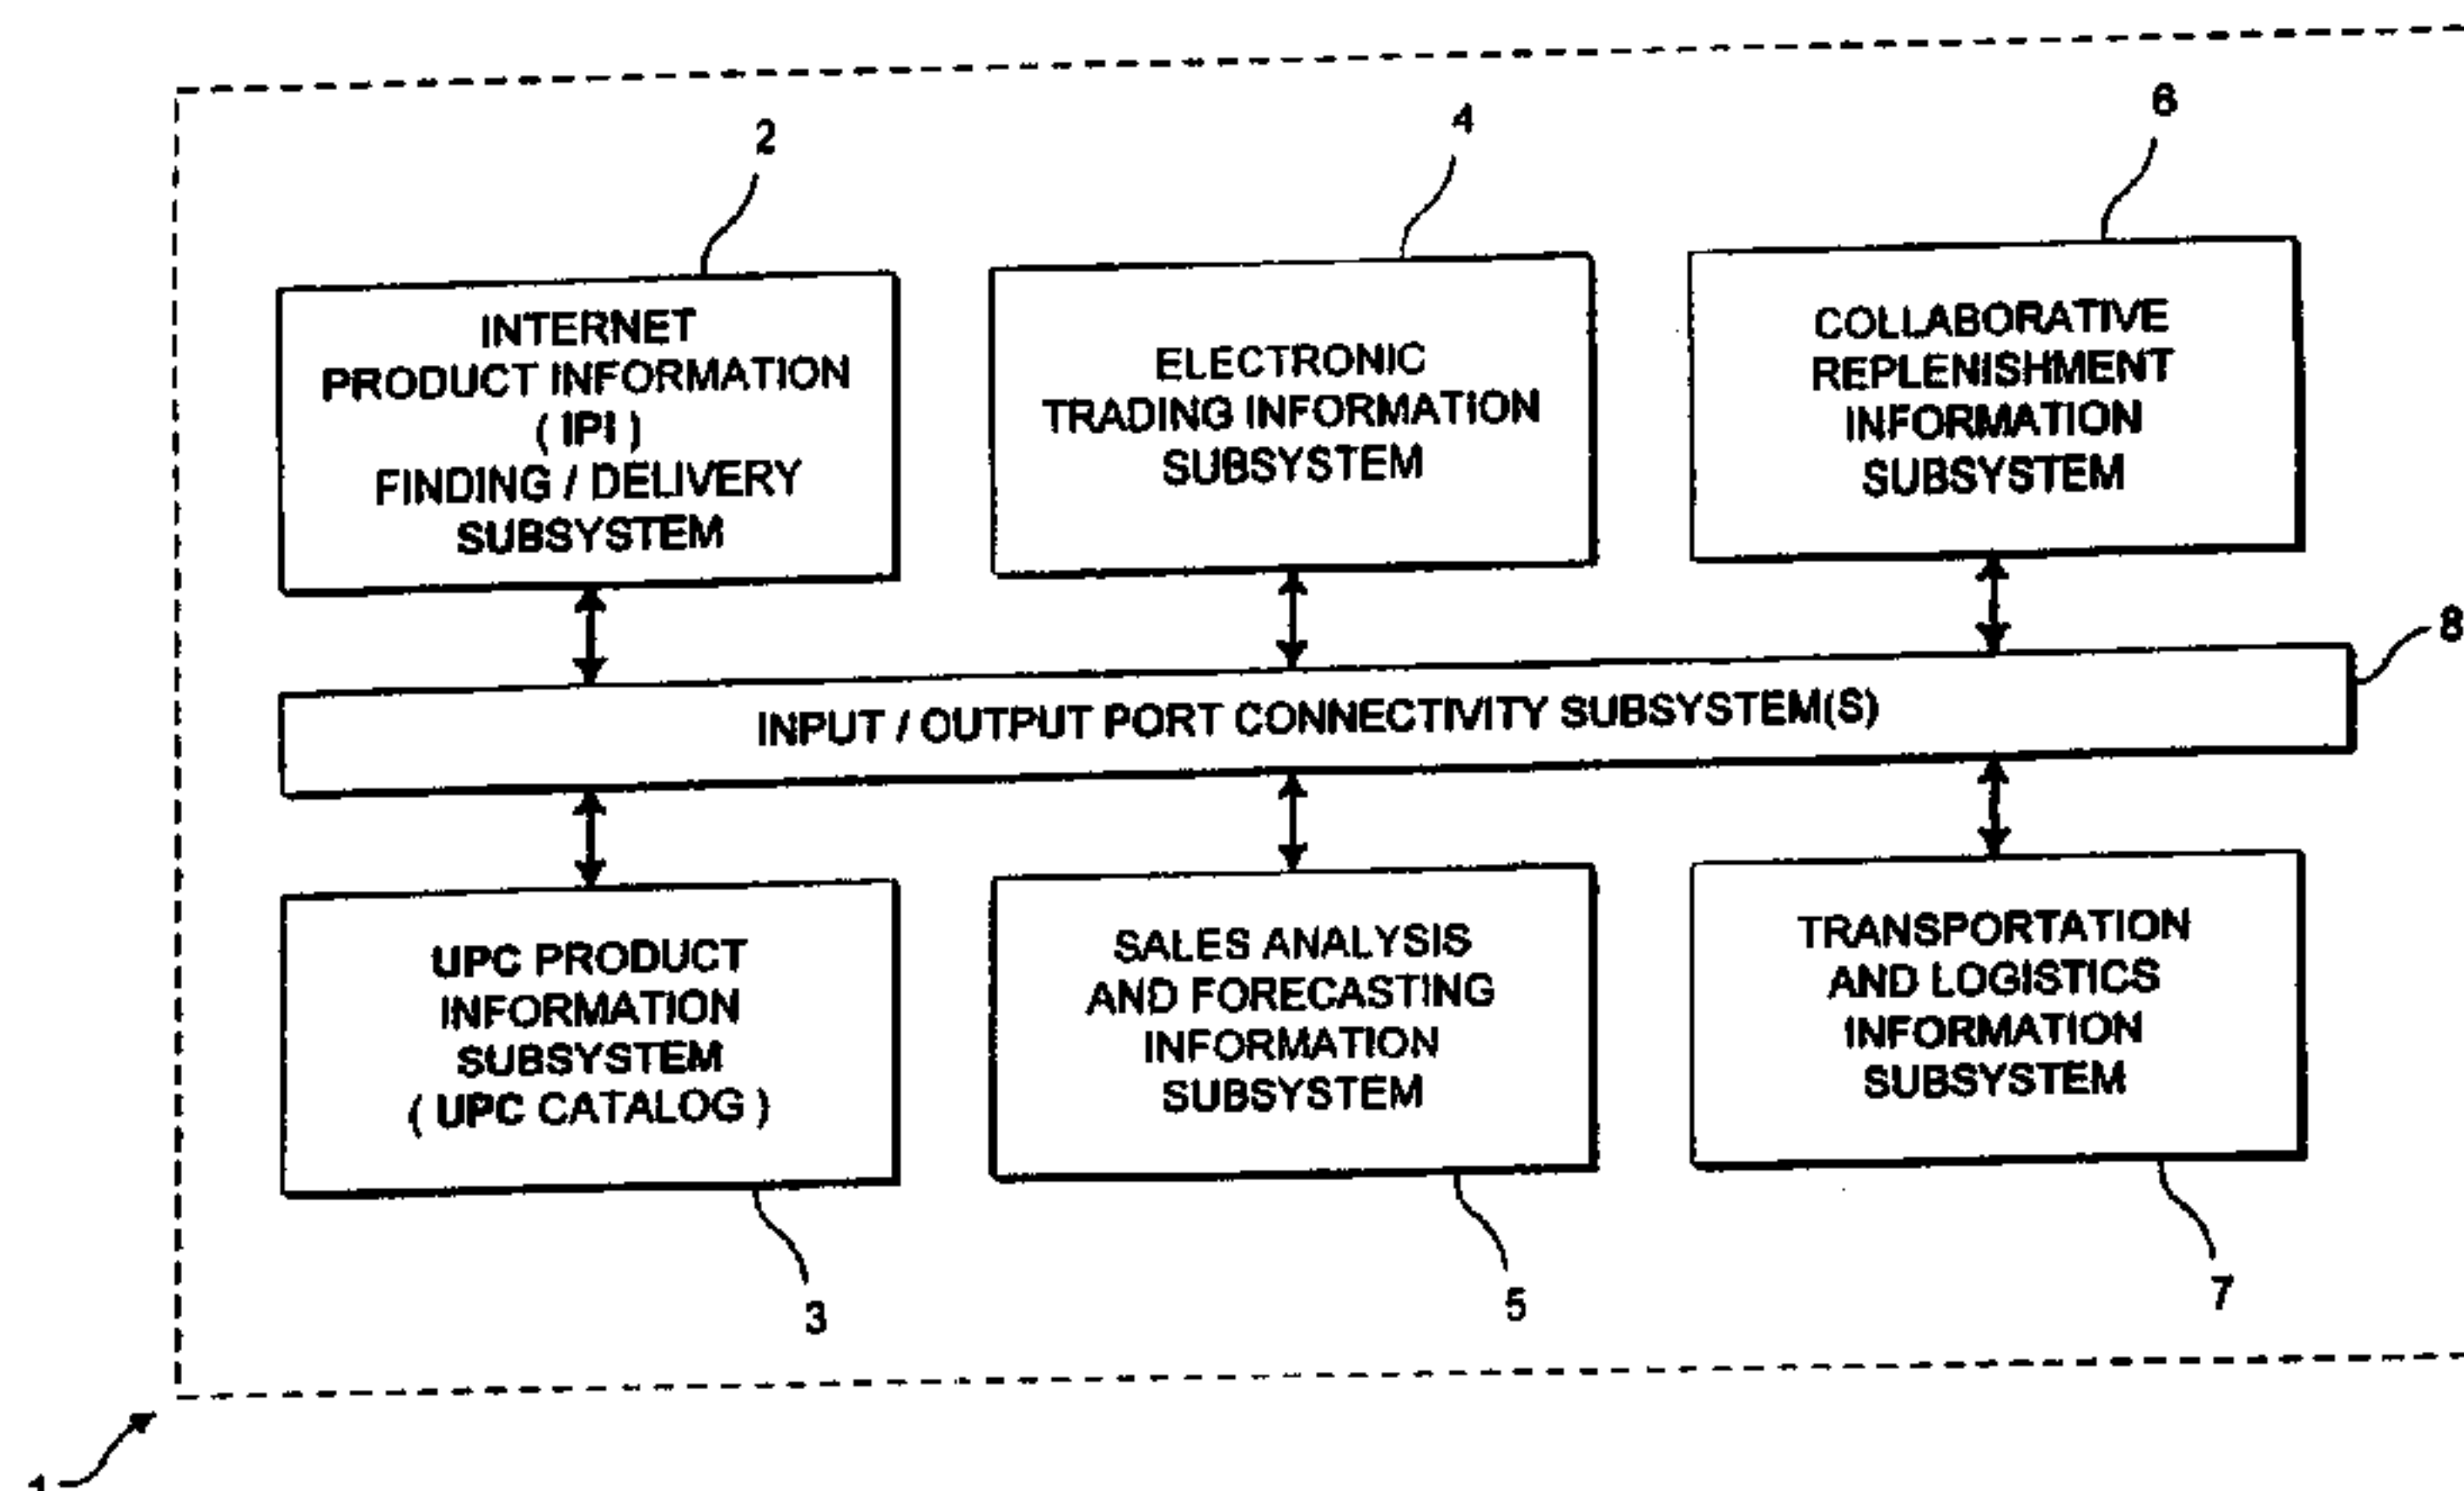 2
4
6
INTERNET
PRODUCT INFORMATION
( IPI )
FINDING / DELIVERY
SUBSYSTEM
ELECTRONIC
TRADING INFORMATION
SUBSYSTEM
COLLABORATIVE
REPLENISHMENT
INFORMATION
SUBSYSTEM
8
INPUT / OUTPUT PORT CONNECTIVITY SUBSYSTEM(S)
UPC PRODUCT
INFORMATION
SUBSYSTEM
( UPC CATALOG )
SALES ANALYSIS
AND FORECASTING
INFORMATION
SUBSYSTEM
TRANSPORTATION
AND LOGISTICS
INFORMATION
SUBSYSTEM
3
5
7
1